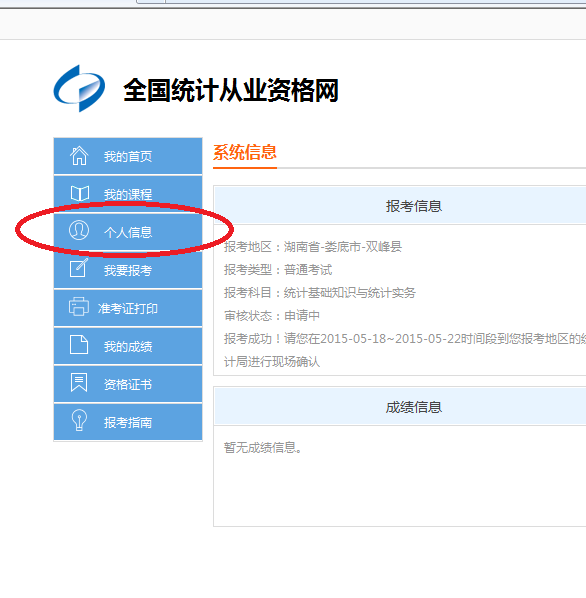 全国统计从业资格网
我的首页
我的课程
个人信息
我要报考
准考证打印
我的成绩
资格证书
报考指南
系统信息
报考信息
报考地区：湖南省-娄底市-双峰县
报考类型：普通考试
报考科目：统计基础知识与统计实务
审核状态：申请中
报考成功！请您在2015-05-18~2015-05-22时间段到您报考地区的统
计局进行现场确认
成绩信息
暂无成绩信息。